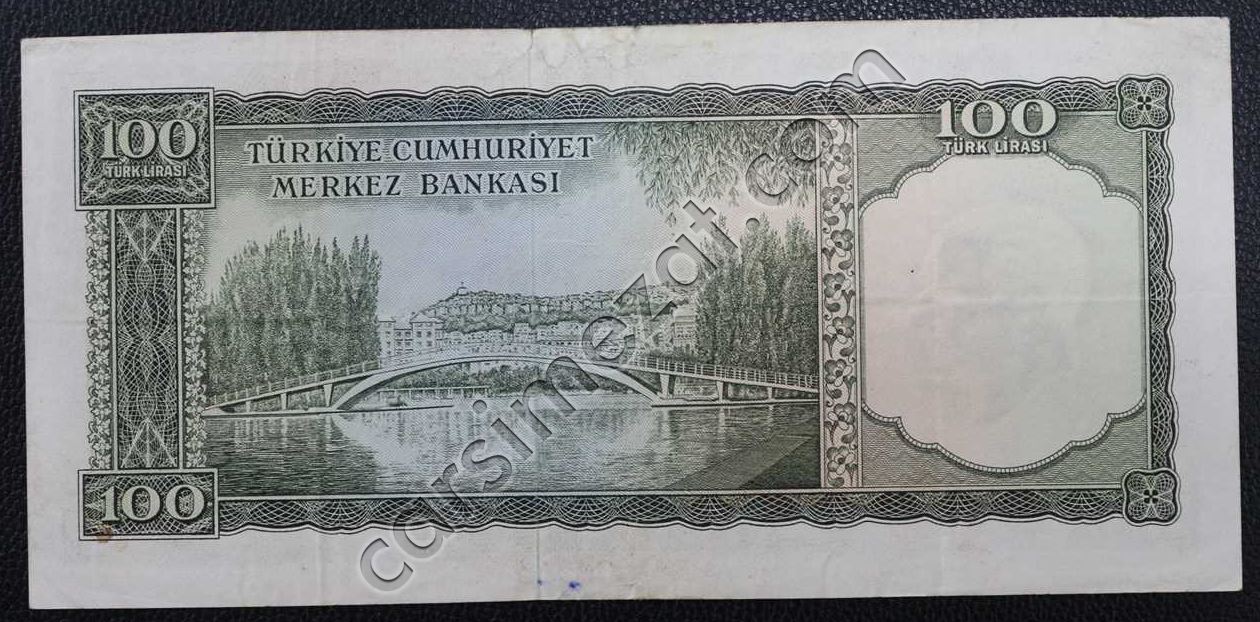 100
TÜRK LİRASI
TÜRKİYE CUMHURİYET
MERKEZ BANKASI
100
TÜRK LİRASI
100
carsimezat.com